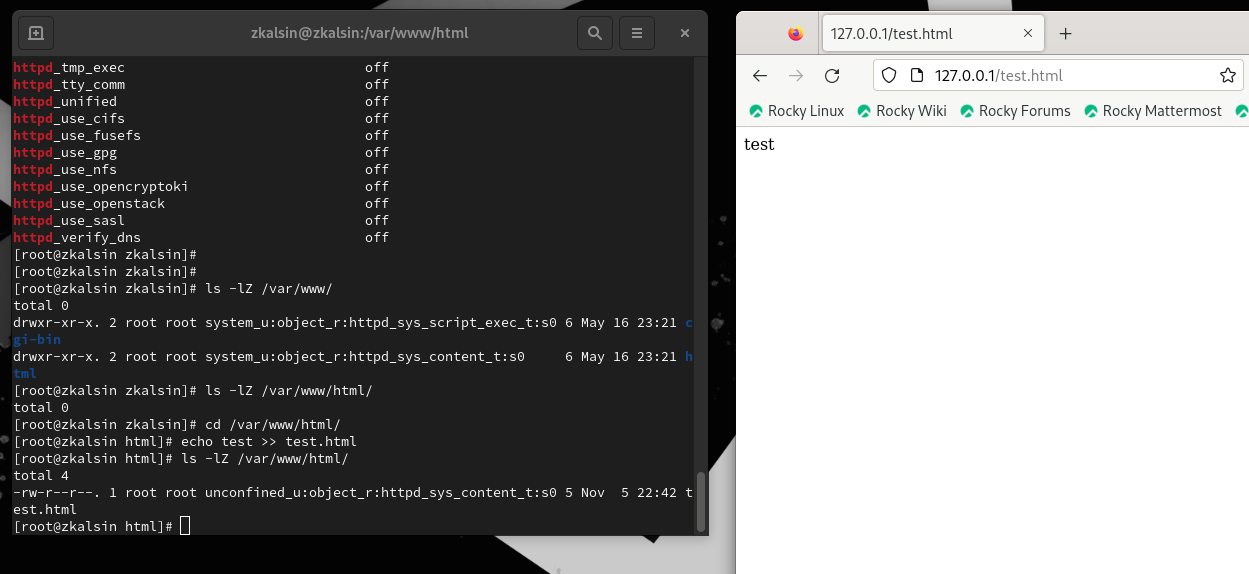 zkalsin@zkalsin:/var/www/html
httpd_tmp_exec                 off
httpd_tty_comm                 off
httpd_unified                  off
httpd_use_cifs                 off
httpd_use_fusefs               off
httpd_use_gpg                  off
httpd_use_nfs                  off
httpd_use_opencryptoki         off
httpd_use_openstack            off
httpd_use_sasl                 off
httpd_verify_dns               off
[root@zkalsin zkalsin]#
[root@zkalsin zkalsin]#
[root@zkalsin zkalsin]# ls -lZ /var/www/
total 0
drwxr-xr-x. 2 root root system_u:object_r:httpd_sys_script_exec_t:s0 6 May 16 23:21 c
gi-bin
drwxr-xr-x. 2 root root system_u:object_r:httpd_sys_content_t:s0     6 May 16 23:21 h
tml
[root@zkalsin zkalsin]# ls -lZ /var/www/html/
total 0
[root@zkalsin zkalsin]# cd /var/www/html/
[root@zkalsin html]# echo test >> test.html
[root@zkalsin html]# ls -lZ /var/www/html/
total 4
-rw-r--r--. 1 root root unconfined_u:object_r:httpd_sys_content_t:s0 5 Nov  5 22:42 t
est.html
[root@zkalsin html]#
127.0.0.1/test.html
127.0.0.1/test.html
Rocky Linux Rocky Wiki Rocky Forums Rocky Mattermost
test